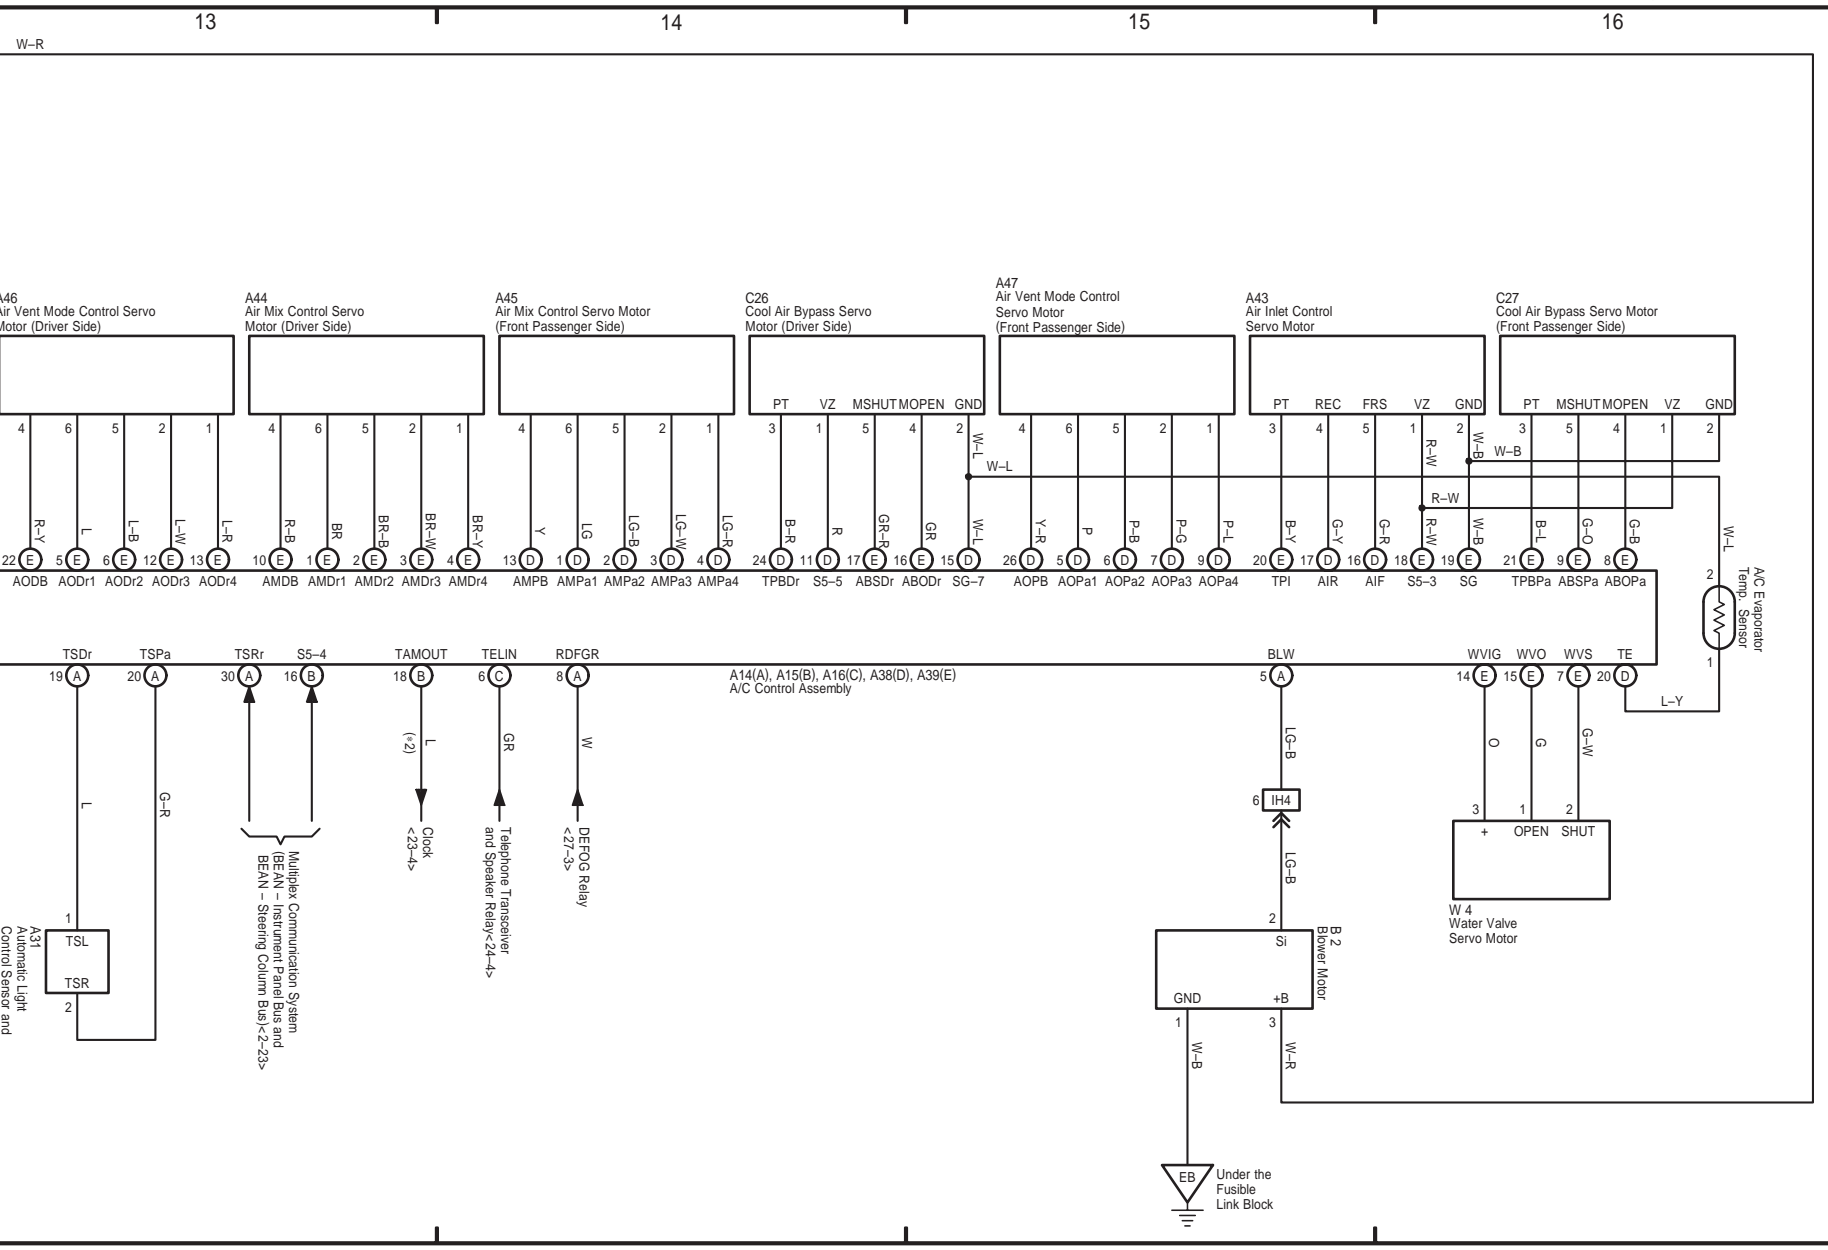 13
14
15
16
W–R
A46
Air Vent Mode Control Servo
Motor (Driver Side)
A44
Air Mix Control Servo
Motor (Driver Side)
A45
Air Mix Control Servo Motor
(Front Passenger Side)
C26
Cool Air Bypass Servo
Motor (Driver Side)
A47
Air Vent Mode Control
Servo Motor
(Front Passenger Side)
A43
Air Inlet Control
Servo Motor
C27
Cool Air Bypass Servo Motor
(Front Passenger Side)
PT VZ MSHUT MOPEN GND
PT REC FRS VZ GND
PT MSHUT MOPEN VZ GND
4 6 5 2 1
4 6 5 2 1
4 6 5 2 1
3 1 5 4 2
4 6 5 2 1
3 4 5 1 2
3 5 4 1 2
W–L
W–L
R–W
W–B
W–B
R–W
R–Y L L–B L–W L–R
R–B BR BR–B BR–W BR–Y
Y LG LG–B LG–W LG–R
B–R R GR–R GR W–L
Y–R P P–B P–G P–L
B–Y G–Y G–R R–W W–B
B–L G–O G–B
W–L
22 E 5 E 6 E 12 E 13 E
10 E 1 E 2 E 3 E 4 E
13 D 1 D 2 D 3 D 4 D
24 D 11 D 17 E 16 E 15 D
26 D 5 D 6 D 7 D 9 D
20 E 17 D 16 D 18 E 19 E
21 E 9 E 8 E
AODB AODr1 AODr2 AODr3 AODr4
AMDB AMDr1 AMDr2 AMDr3 AMDr4
AMPB AMPa1 AMPa2 AMPa3 AMPa4
TPBDr S5–5 ABSDr ABODr SG–7
AOPB AOPa1 AOPa2 AOPa3 AOPa4
TPI AIR AIF S5–3 SG
TPBPa ABSPa ABOPa
2
A/C Evaporator
Temp. Sensor
1
TSDr TSPa TSRr S5–4 TAMOUT TELIN RDFGR BLW WVIG WVO WVS TE
19 A 20 A 30 A 16 B 18 B 6 C 8 A 5 A 14 E 15 E 7 E 20 D
A14(A), A15(B), A16(C), A38(D), A39(E)
A/C Control Assembly
L–Y
L
(*2)
GR
W
LG–B
O
G
G–W
L
G–R
6 IH4
Clock
<23–4>
Telephone Transceiver
and Speaker Relay<24–4>
DEFOG Relay
<27–3>
Multiplex Communication System
(BEAN – Instrument Panel Bus and
BEAN – Steering Column Bus)<2–23>
LG–B
3 1 2
+ OPEN SHUT
W 4
Water Valve
Servo Motor
1
TSL
TSR
2
A31
Automatic Light
Control Sensor and
2
Si
GND +B
B 2
Blower Motor
1 3
W–B
W–R
EB
Under the
Fusible
Link Block